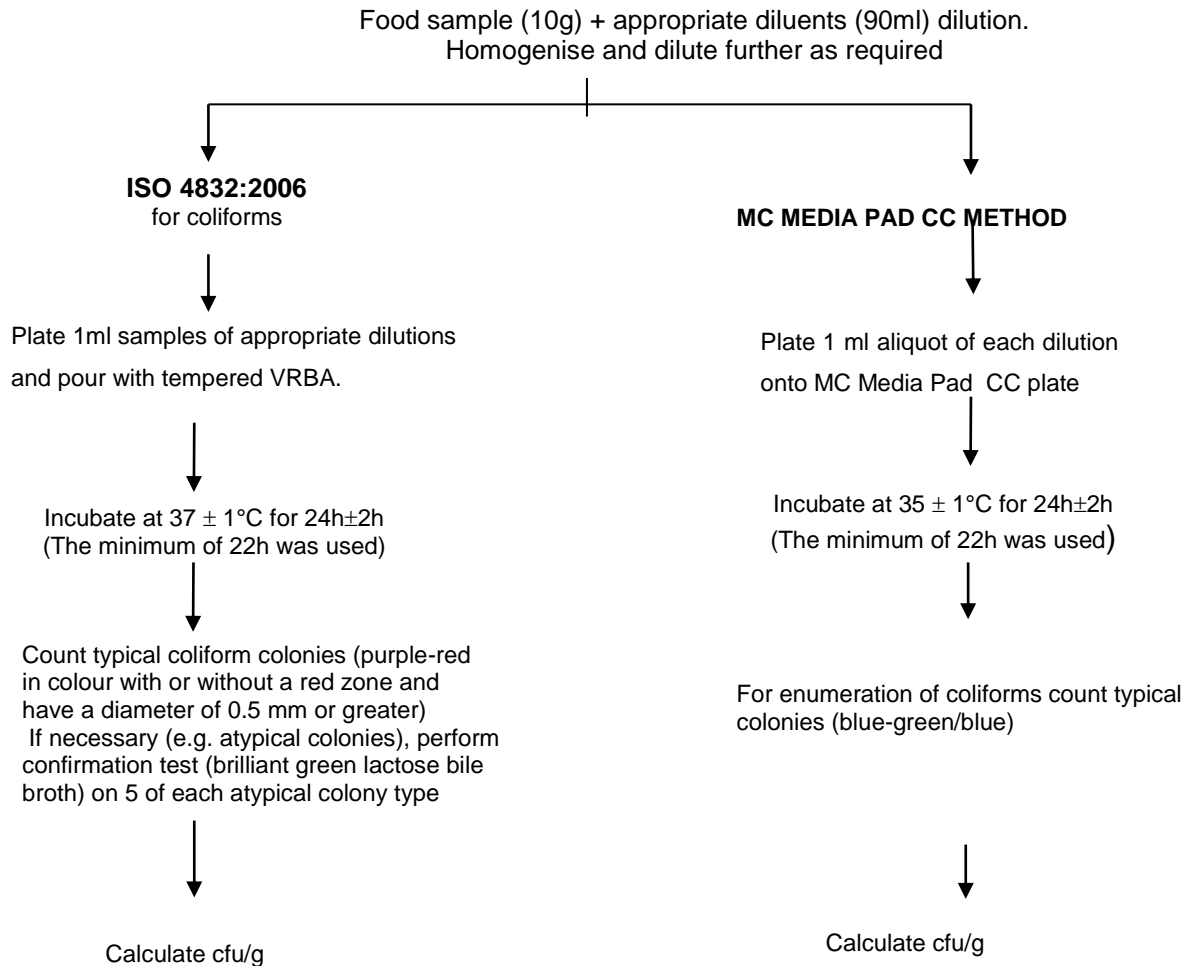 Food sample (10g) + appropriate diluents (90ml) dilution.
Homogenise and dilute further as required
ISO 4832:2006
for coliforms
Plate 1ml samples of appropriate dilutions
and pour with tempered VRBA.
Incubate at 37 ± 1°C for 24h±2h
(The minimum of 22h was used)
Count typical coliform colonies (purple-red
in colour with or without a red zone and
have a diameter of 0.5 mm or greater)
If necessary (e.g. atypical colonies), perform
confirmation test (brilliant green lactose bile
broth) on 5 of each atypical colony type
Calculate cfu/g
MC MEDIA PAD CC METHOD
Plate 1 ml aliquot of each dilution
onto MC Media Pad CC plate
Incubate at 35 ± 1°C for 24h±2h
(The minimum of 22h was used)
For enumeration of coliforms count typical
colonies (blue-green/blue)
Calculate cfu/g